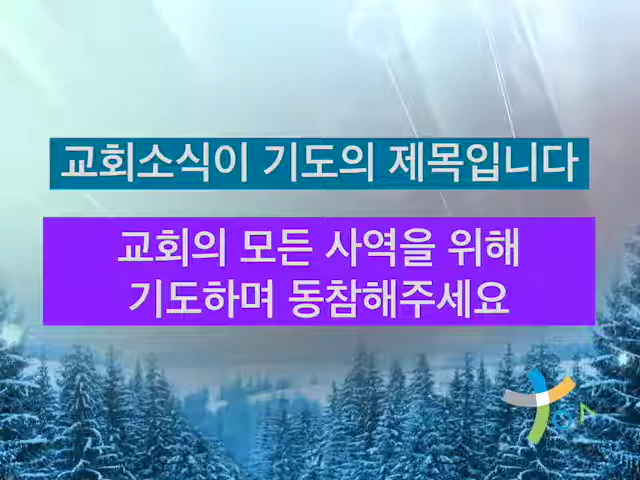 교회소식이 기도의 제목입니다
교회의 모든 사역을 위해
기도하며 동참해주세요